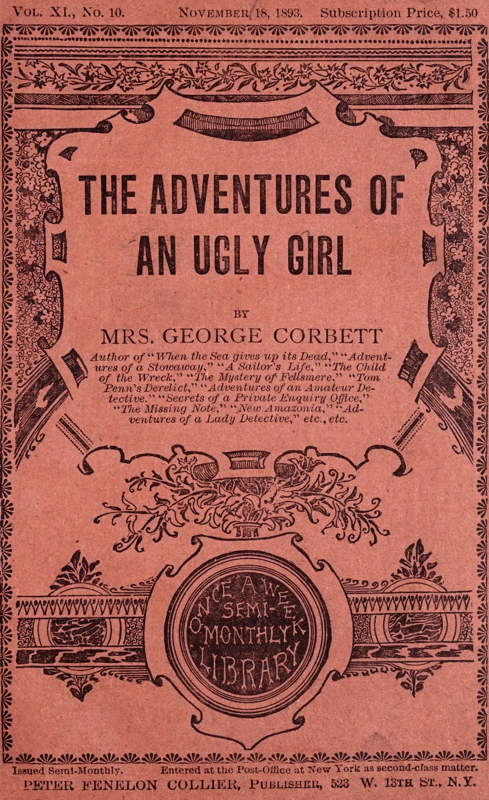 VOL. XI., No. 10. NOVEMBER 18, 1893. Subscription Price, $1.50
THE ADVENTURES OF
AN UGLY GIRL
BY
MRS. GEORGE CORBETT
Author of "When the Sea gives up its Dead," "Advent-
ures of a Stowaway," "A Sailor's Life," "The Child
of the Wreck," "The Mystery of Fellsmere." "Tom
Penn's Derelict," "Adventures of an Amateur De-
tective." "Secrets of a Private Enquiry Office,"
"The Missing Note," "New Amazonia," "Ad-
ventures of a Lady Detective," etc., etc.
ONCE A WEEK
SEMI-
MONTHLY
LIBRARY
Issued Semi-Monthly. Entered at the Post-Office at New York as second-class matter.
PETER FENELON COLLIER, PUBLISHER, 523 W. 13TH ST., N.Y.